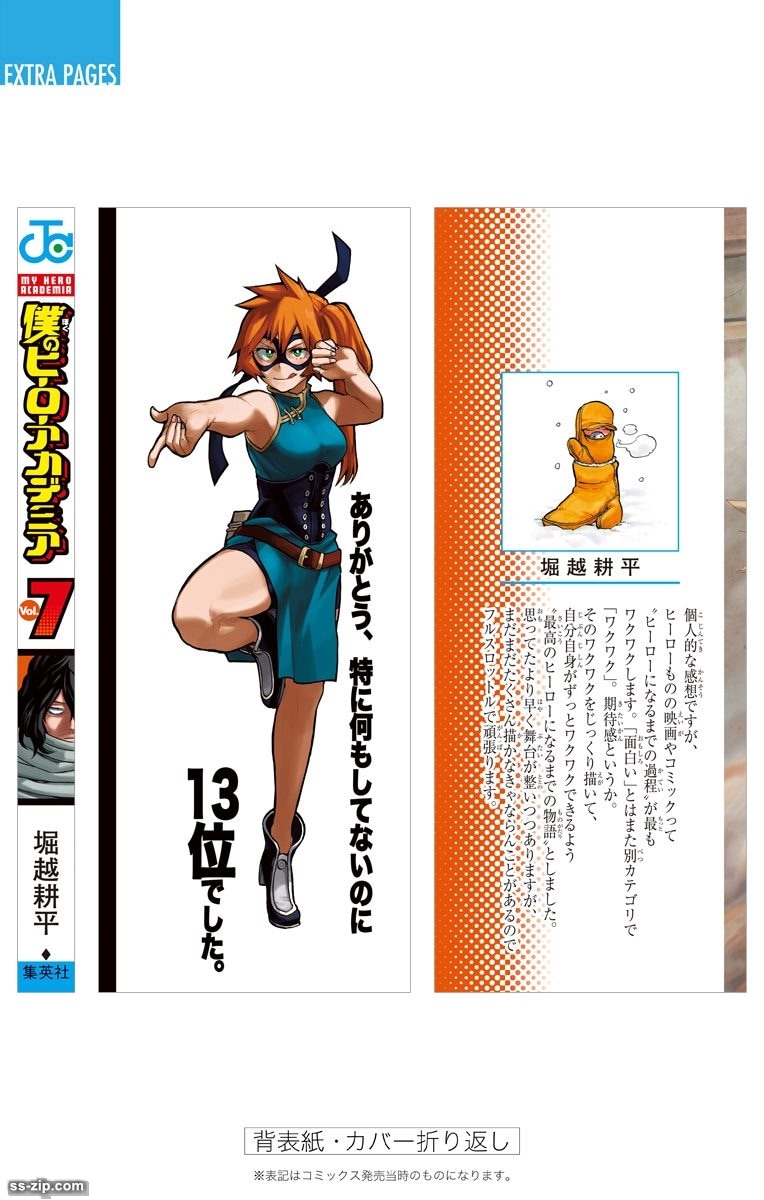 EXTRA PAGES
MY HERO
ACADEMIA
僕のヒーローアカデミア
ぼく
Vol.7
堀越耕平
集英社
ありがとう、特に何もしてないのに
13位でした。
堀越耕平
個人的な感想ですが、
ヒーローものの映画やコミックって
〝ヒーローになるまでの過程〟が最も
ワクワクします。「面白い」とはまた別カテゴリで
「ワクワク」。期待感というか。
そのワクワクをじっくり描いて、
自分自身がずっとワクワクできるよう
〝最高のヒーローになるまでの物語〟としました。
思ってたより早く舞台が整いつつありますが、
まだまだたくさん描かなきゃならんことがあるので
フルスロットルで頑張ります。
背表紙・カバー折り返し
※表記はコミックス発売当時のものになります。
ss-zip.com